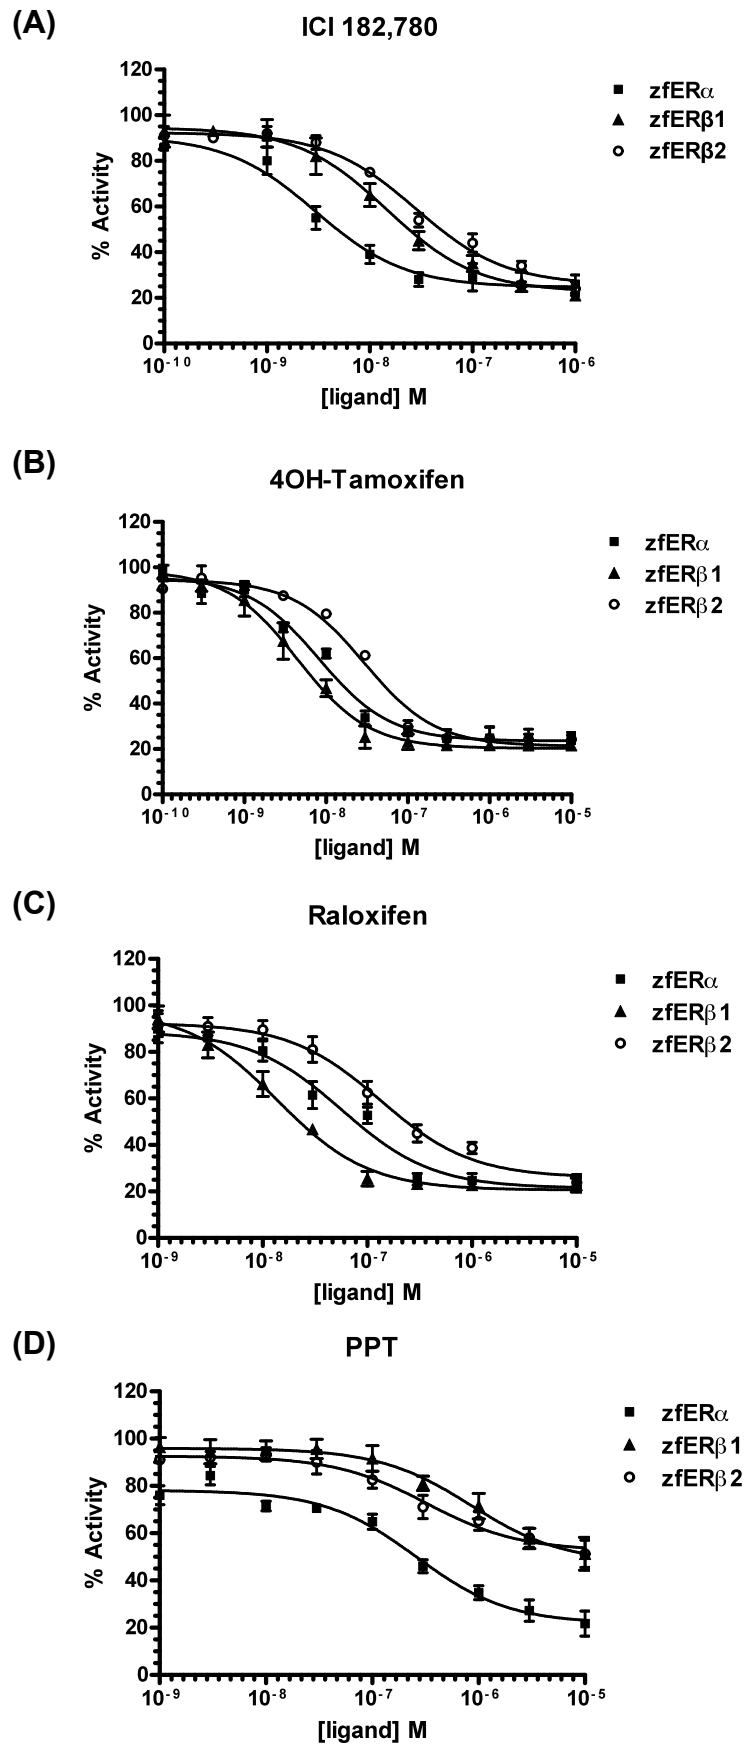 (A)
ICI 182,780
120
100
80
60
40
20
0
% Activity
10⁻¹⁰ 10⁻⁹ 10⁻⁸ 10⁻⁷ 10⁻⁶
[ligand] M
zfERα
zfERβ1
zfERβ2
(B)
4OH-Tamoxifen
120
100
80
60
40
20
0
% Activity
10⁻¹⁰ 10⁻⁹ 10⁻⁸ 10⁻⁷ 10⁻⁶ 10⁻⁵
[ligand] M
zfERα
zfERβ1
zfERβ2
(C)
Raloxifen
120
100
80
60
40
20
0
% Activity
10⁻⁹ 10⁻⁸ 10⁻⁷ 10⁻⁶ 10⁻⁵
[ligand] M
zfERα
zfERβ1
zfERβ2
(D)
PPT
120
100
80
60
40
20
0
% Activity
10⁻⁹ 10⁻⁸ 10⁻⁷ 10⁻⁶ 10⁻⁵
[ligand] M
zfERα
zfERβ1
zfERβ2